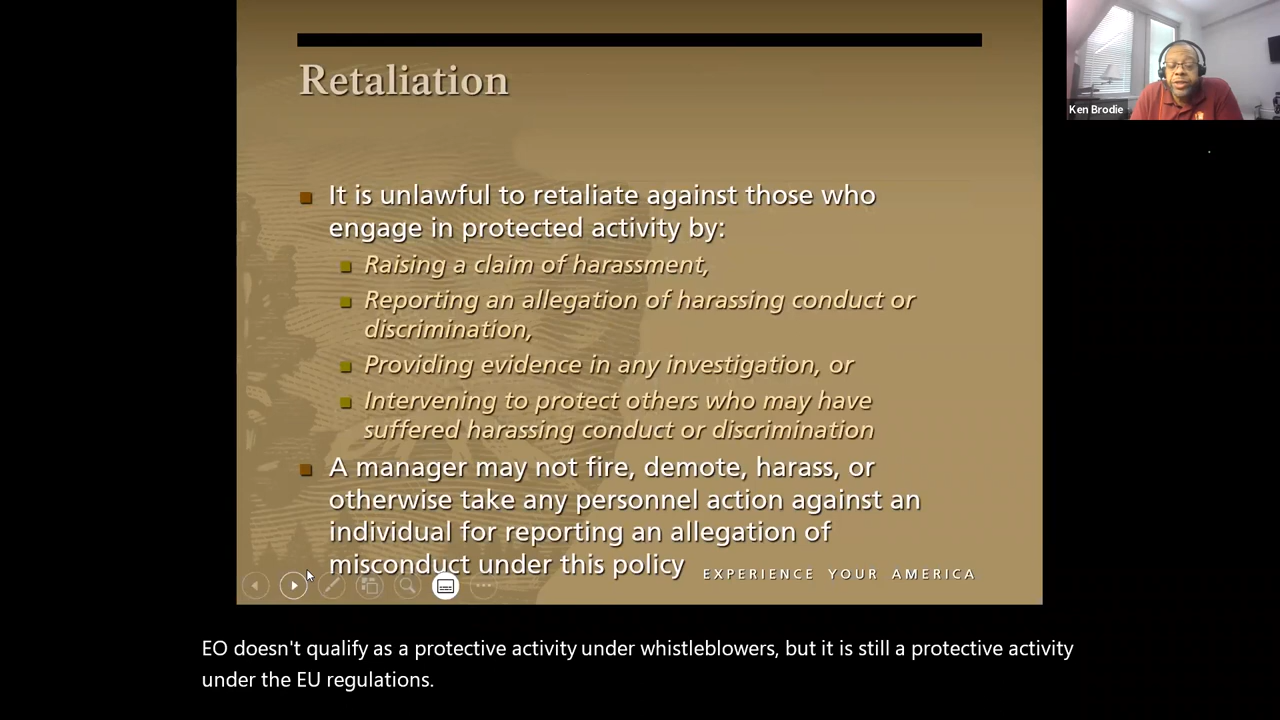 Retaliation
Ken Brodie
It is unlawful to retaliate against those who
engage in protected activity by:
Raising a claim of harassment,
Reporting an allegation of harassing conduct or
discrimination,
Providing evidence in any investigation, or
Intervening to protect others who may have
suffered harassing conduct or discrimination
A manager may not fire, demote, harass, or
otherwise take any personnel action against an
individual for reporting an allegation of
misconduct under this policy
EXPERIENCE YOUR AMERICA
EO doesn't qualify as a protective activity under whistleblowers, but it is still a protective activity
under the EU regulations.